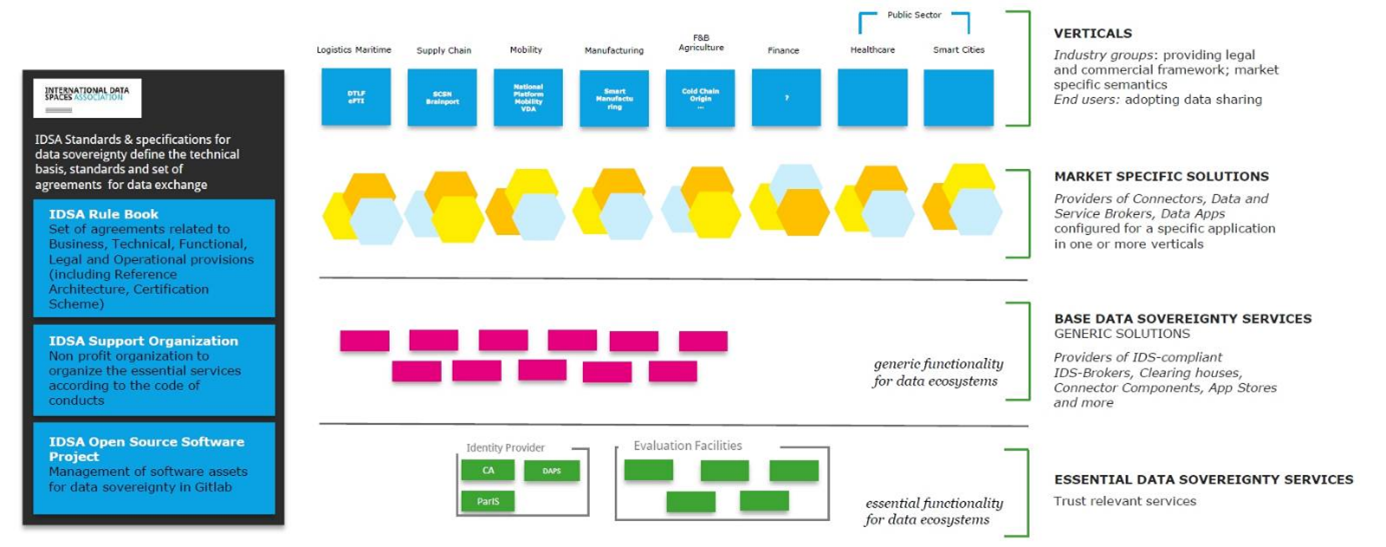 INTERNATIONAL DATA
SPACES ASSOCIATION
IDSA Standards & specifications for
data sovereignty define the technical
basis, standards and set of
agreements for data exchange
IDSA Rule Book
Set of agreements related to
Business, Technical, Functional,
Legal and Operational provisions
(including Reference
Architecture, Certification
Scheme)
IDSA Support Organization
Non profit organization to
organize the essential services
according to the code of
conducts
IDSA Open Source Software
Project
Management of software assets
for data sovereignty in Gitlab
Public Sector
Logistics Maritime
Supply Chain
Mobility
Manufacturing
F&B
Agriculture
Finance
Healthcare
Smart Cities
DTLF
eFTI
SCSN
Brainport
National
Platform
Mobility
VDA
Smart
Manufactu
ring
Cold Chain
Origin
...
?
VERTICALS
Industry groups: providing legal
and commercial framework; market
specific semantics
End users: adopting data sharing
MARKET SPECIFIC SOLUTIONS
Providers of Connectors, Data and
Service Brokers, Data Apps
configured for a specific application
in one or more verticals
generic functionality
for data ecosystems
BASE DATA SOVEREIGNTY SERVICES
GENERIC SOLUTIONS
Providers of IDS-compliant
IDS-Brokers, Clearing houses,
Connector Components, App Stores
and more
Identity Provider
CA
DAPS
ParIS
Evaluation Facilities
essential functionality
for data ecosystems
ESSENTIAL DATA SOVEREIGNTY SERVICES
Trust relevant services